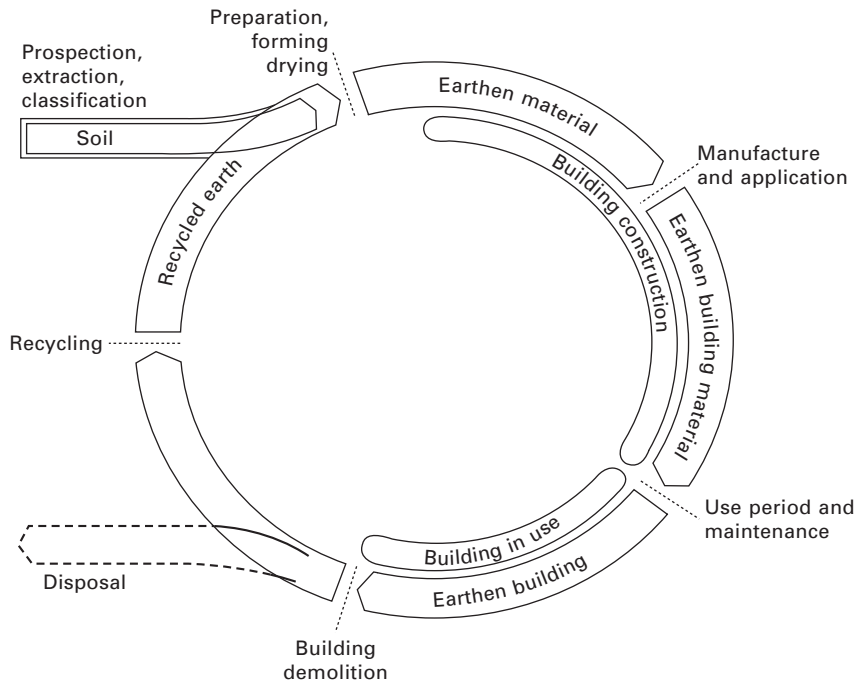 Preparation,
forming
drying
Prospection,
extraction,
classification
Soil
Earthen material
Building construction
Manufacture
and application
Recycled earth
Earthen building material
Recycling
Use period and
maintenance
Building in use
Earthen building
Disposal
Building
demolition